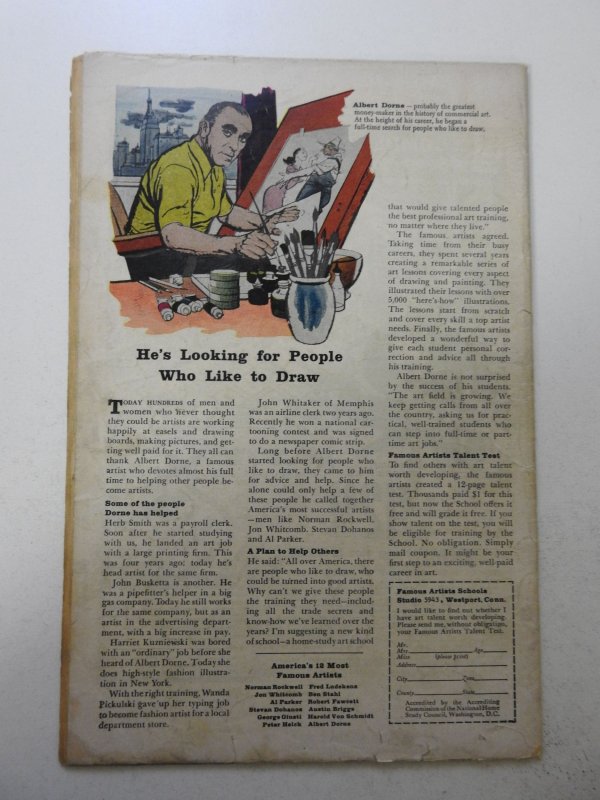 Albert Dorne — probably the greatest
money-maker in the history of commercial art.
At the height of his career, he began a
full-time search for people who like to draw.
He's Looking for People
Who Like to Draw
TODAY HUNDREDS of men and
women who never thought
they could be artists are working
happily at easels and drawing
boards, making pictures, and get-
ting well paid for it. They all can
thank Albert Dorne, a famous
artist who devotes almost his full
time to helping other people be-
come artists.
Some of the people
Dorne has helped
Herb Smith was a payroll clerk.
Soon after he started studying
with us, he landed an art job
with a large printing firm. This
was four years ago; today he's
head artist for the same firm.
John Busketta is another. He
was a pipefitter's helper in a big
gas company. Today he still works
for the same company, but as an
artist in the advertising depart-
ment, with a big increase in pay.
Harriet Kuzniewski was bored
with an "ordinary" job before she
heard of Albert Dorne. Today she
does high-style fashion illustra-
tion in New York.
With the right training, Wanda
Pickulski gave up her typing job
to become fashion artist for a local
department store.
John Whitaker of Memphis
was an airline clerk two years ago.
Recently he won a national car-
tooning contest and was signed
to do a newspaper comic strip.
Long before Albert Dorne
started looking for people who
like to draw, they came to him
for advice and help. Since he
alone could only help a few of
these people he called together
America's most successful artists
—men like Norman Rockwell,
Jon Whitcomb, Stevan Dohanos
and Al Parker.
A Plan to Help Others
He said: "All over America, there
are people who like to draw, who
could be turned into good artists.
Why can't we give these people
the training they need—includ-
ing all the trade secrets and
know-how we've learned over the
years? I'm suggesting a new kind
of school—a home-study art school
America's 12 Most
Famous Artists
Norman Rockwell Fred Ludekens
Jon Whitcomb Ben Stahl
Al Parker Robert Fawcett
Stevan Dohanos Austin Briggs
George Giusti Harold Von Schmidt
Peter Helck Albert Dorne
that would give talented people
the best professional art training,
no matter where they live."
The famous artists agreed.
Taking time from their busy
careers, they spent several years
creating a remarkable series of
art lessons covering every aspect
of drawing and painting. They
illustrated their lessons with over
5,000 "here's-how" illustrations.
The lessons start from scratch
and cover every skill a top artist
needs. Finally, the famous artists
developed a wonderful way to
give each student personal cor-
rection and advice all through
his training.
Albert Dorne is not surprised
by the success of his students.
"The art field is growing. We
keep getting calls from all over
the country, asking us for prac-
tical, well-trained students who
can step into full-time or part-
time art jobs."
Famous Artists Talent Test
To find others with art talent
worth developing, the famous
artists created a 12-page talent
test. Thousands paid $1 for this
test, but now the School offers it
free and will grade it free. If you
show talent on the test, you will
be eligible for training by the
School. No obligation. Simply
mail coupon. It might be your
first step to an exciting, well-paid
career in art.
Famous Artists Schools
Studio 5943, Westport, Conn.
I would like to find out whether I
have art talent worth developing.
Please send me, without obligation,
your Famous Artists Talent Test.
Mr.
Mrs. Age
Miss (please print)
Address
City Zone
County State
Accredited by the Accrediting
Commission of the National Home
Study Council, Washington, D.C.